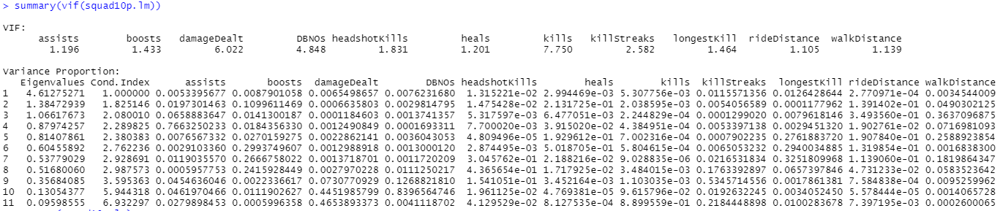 > summary(vif(squad10p.lm))
VIF:
assists boosts damageDealt DBNOs headshotKills heals kills killStreaks longestKill rideDistance walkDistance
1.196 1.433 6.022 4.848 1.831 1.201 7.750 2.582 1.464 1.105 1.139
Variance Proportion:
Eigenvalues Cond.Index assists boosts damageDealt DBNOs headshotKills heals kills killStreaks longestKill rideDistance walkDistance
1 4.61275271 1.000000 0.0053395677 0.0087901058 0.0065498657 0.0076231680 1.315221e-02 2.994469e-03 5.307756e-03 0.0115571356 0.0126428644 2.770971e-04 0.0034544009
2 1.38472939 1.825146 0.0197301463 0.1099611469 0.0006635803 0.0029814795 1.475428e-02 2.131725e-01 2.038595e-03 0.0054056589 0.0001177962 1.391402e-01 0.0490302125
3 1.06617673 2.080010 0.0658883647 0.0141300187 0.0001184603 0.0013741357 5.317597e-03 6.477051e-03 2.244829e-04 0.0001299020 0.0079618146 3.493560e-01 0.3637096875
4 0.87974257 2.289825 0.7663250233 0.0184356330 0.0012490849 0.0001693311 7.700020e-03 3.915020e-02 4.384951e-04 0.0053397138 0.0029451320 1.902761e-02 0.0716981093
5 0.81407861 2.380383 0.0076567332 0.0270159275 0.0022862141 0.0036043053 4.809496e-05 1.929612e-01 7.002316e-04 0.0007902235 0.2761883720 1.907840e-01 0.2588923854
6 0.60455892 2.762236 0.0029103360 0.2993749607 0.0012988918 0.0013000120 2.874495e-03 5.018705e-01 5.804615e-04 0.0065053232 0.2940034885 1.319854e-01 0.0016838300
7 0.53779029 2.928691 0.0119035570 0.2666758022 0.0013718701 0.0011720209 3.045762e-01 2.188216e-02 9.028835e-06 0.0216531834 0.3251809968 1.139060e-01 0.1819864347
8 0.51680060 2.987573 0.0005957753 0.2415928449 0.0027970228 0.0111250217 4.365654e-01 1.717925e-02 3.484015e-03 0.1763392897 0.0657397846 4.731233e-02 0.0583523642
9 0.35684085 3.595363 0.0454636046 0.0022336617 0.0730770929 0.1268821810 1.541051e-01 3.452164e-03 1.103035e-03 0.5345714556 0.0017861381 7.584838e-04 0.0095259962
10 0.13054377 5.944318 0.0461970466 0.0111902627 0.4451985799 0.8396564746 1.961125e-02 4.769381e-05 9.615796e-02 0.0192632245 0.0034052450 5.578444e-05 0.0014065728
11 0.09598555 6.932297 0.0279898453 0.0005996358 0.4653893373 0.0041118702 4.129529e-02 8.127535e-04 8.899559e-01 0.2184448898 0.0100283678 7.397195e-03 0.0002600065